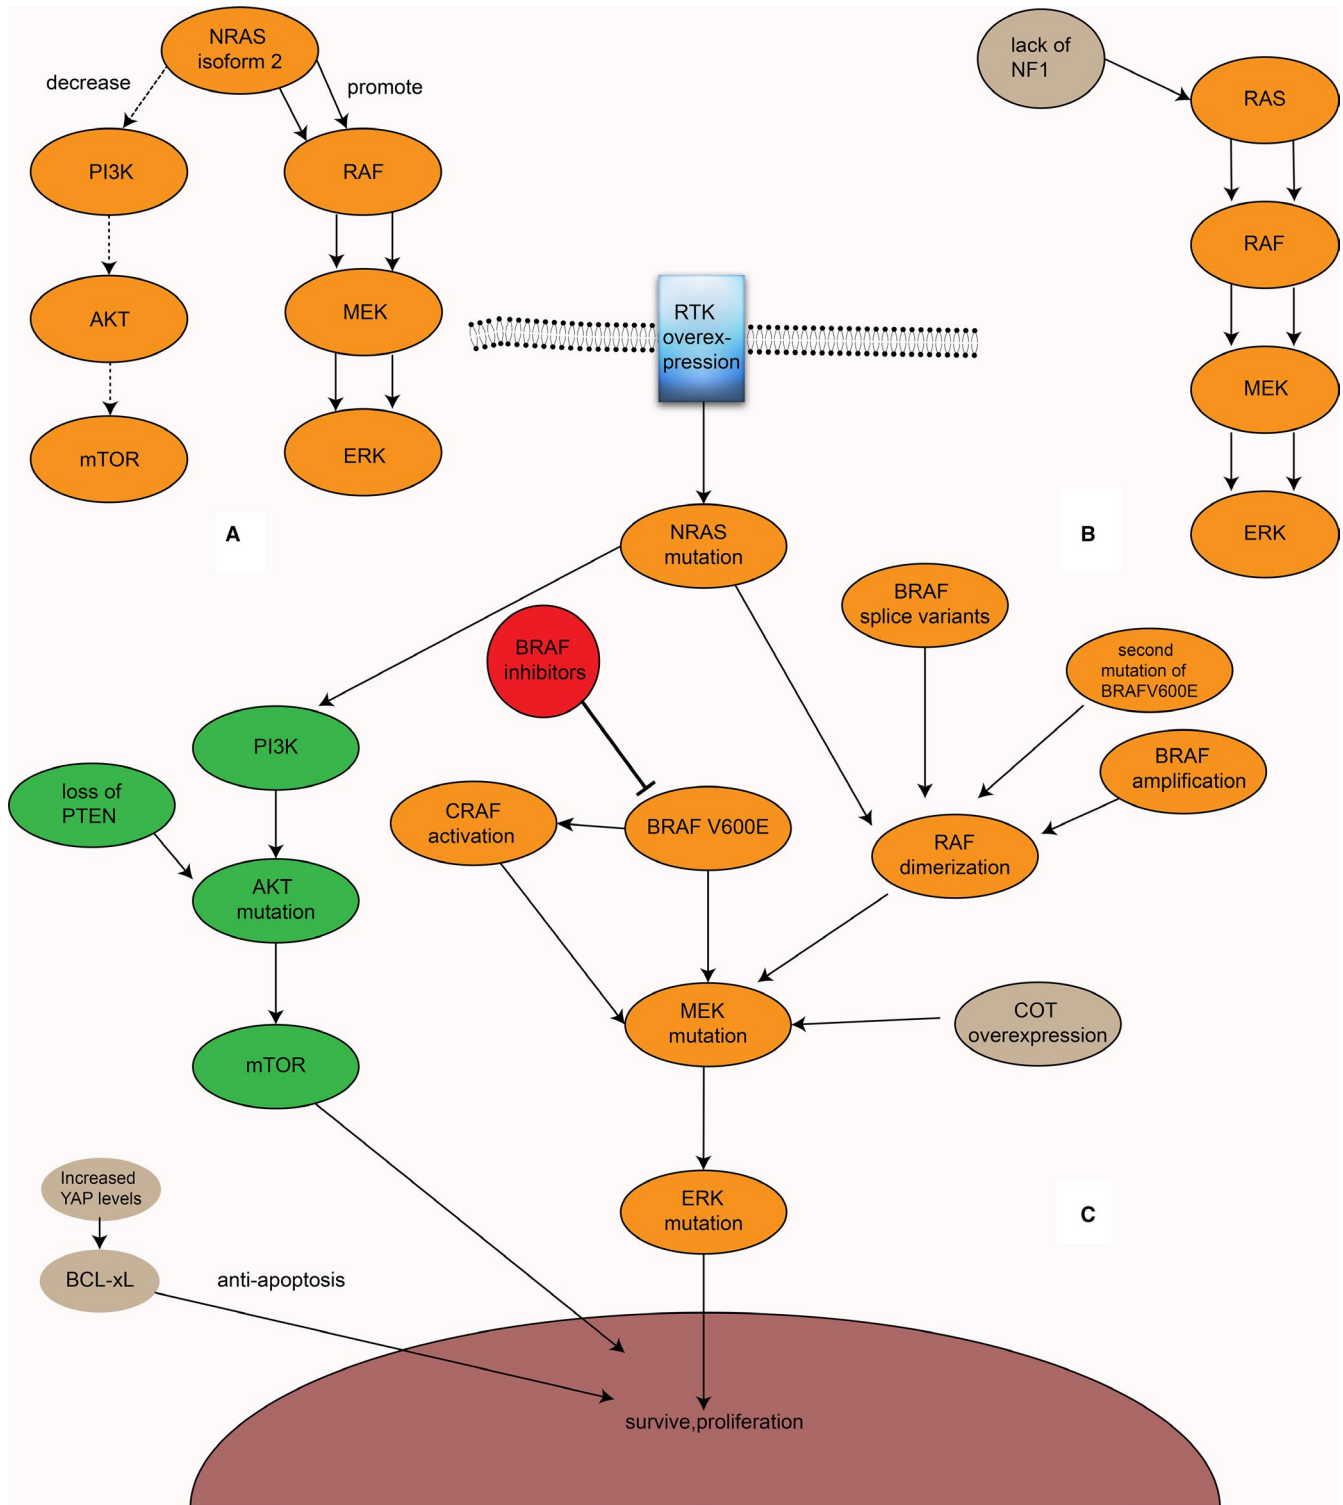 NRAS
isoform 2
decrease
promote
PI3K
RAF
AKT
MEK
mTOR
ERK
A
lack of
NF1
RAS
RAF
MEK
ERK
B
RTK
overex-
pression
NRAS
mutation
BRAF
splice variants
second
mutation of
BRAFV600E
BRAF
amplification
BRAF
inhibitors
PI3K
loss of
PTEN
CRAF
activation
BRAF V600E
RAF
dimerization
AKT
mutation
MEK
mutation
COT
overexpression
mTOR
Increased
YAP levels
ERK
mutation
C
BCL-xL
anti-apoptosis
survive,proliferation